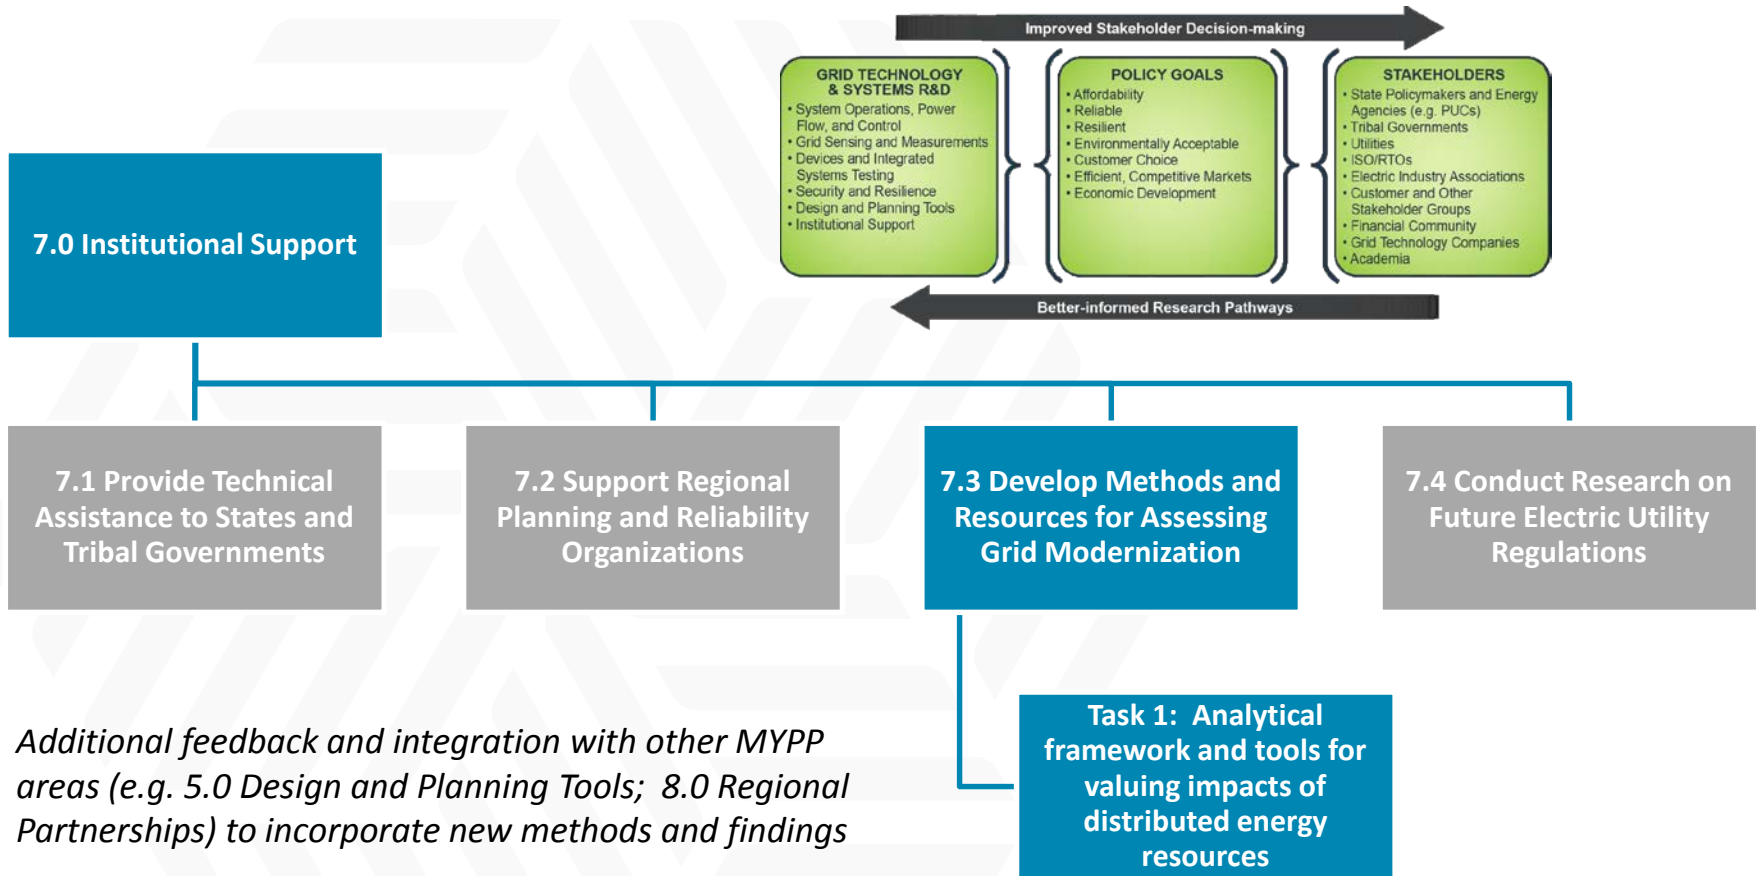 Improved Stakeholder Decision-making
GRID TECHNOLOGY
& SYSTEMS R&D
• System Operations, Power
Flow, and Control
• Grid Sensing and Measurements
• Devices and Integrated
Systems Testing
• Security and Resilience
• Design and Planning Tools
• Institutional Support
POLICY GOALS
• Affordability
• Reliable
• Resilient
• Environmentally Acceptable
• Customer Choice
• Efficient, Competitive Markets
• Economic Development
STAKEHOLDERS
• State Policymakers and Energy
Agencies (e.g. PUCs)
• Tribal Governments
• Utilities
• ISO/RTOs
• Electric Industry Associations
• Customer and Other
Stakeholder Groups
• Financial Community
• Grid Technology Companies
• Academia
Better-informed Research Pathways
7.0 Institutional Support
7.1 Provide Technical
Assistance to States and
Tribal Governments
7.2 Support Regional
Planning and Reliability
Organizations
7.3 Develop Methods and
Resources for Assessing
Grid Modernization
7.4 Conduct Research on
Future Electric Utility
Regulations
Task 1:  Analytical
framework and tools for
valuing impacts of
distributed energy
resources
Additional feedback and integration with other MYPP
areas (e.g. 5.0 Design and Planning Tools;  8.0 Regional
Partnerships) to incorporate new methods and findings